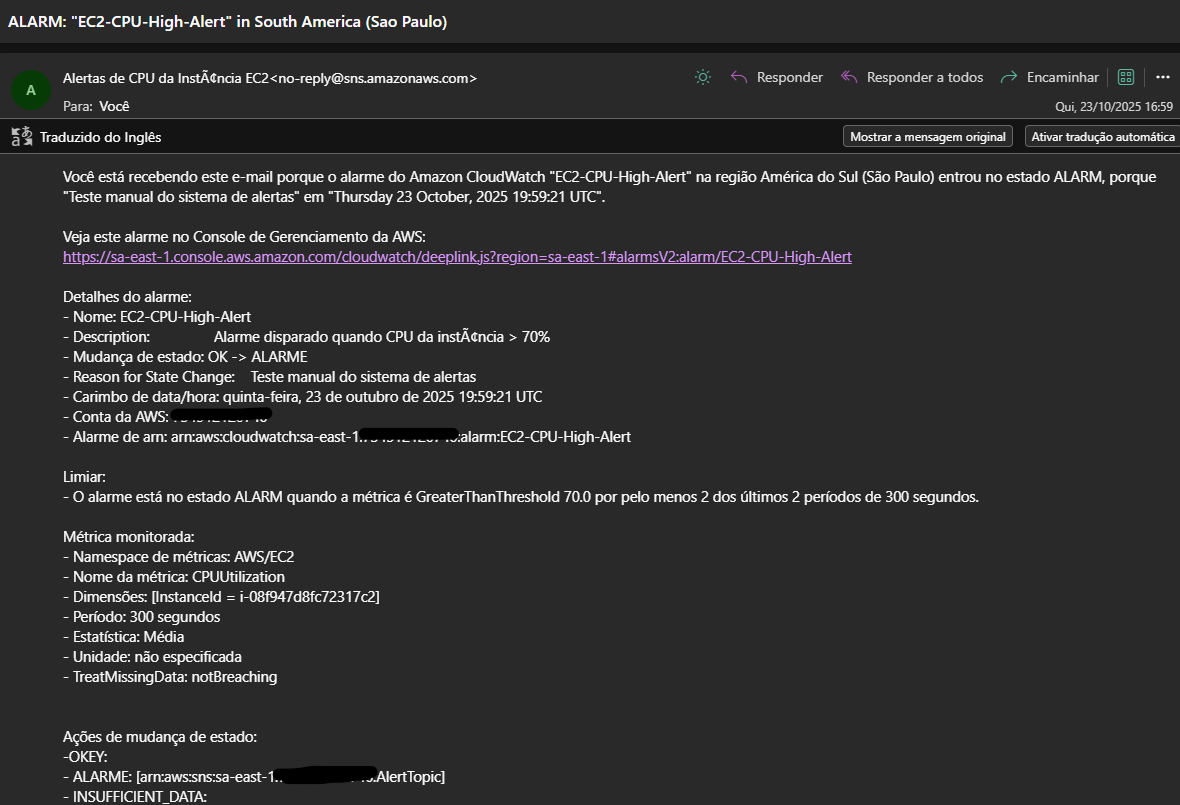 ALARM: "EC2-CPU-High-Alert" in South America (Sao Paulo)
A
Alertas de CPU da InstÃ¢ncia EC2<no-reply@sns.amazonaws.com>
Responder
Responder a todos
Encaminhar
Para: Você
Qui, 23/10/2025 16:59
Traduzido do Inglês
Mostrar a mensagem original
Ativar tradução automática
Você está recebendo este e-mail porque o alarme do Amazon CloudWatch "EC2-CPU-High-Alert" na região América do Sul (São Paulo) entrou no estado ALARM, porque
"Teste manual do sistema de alertas" em "Thursday 23 October, 2025 19:59:21 UTC".
Veja este alarme no Console de Gerenciamento da AWS:
https://sa-east-1.console.aws.amazon.com/cloudwatch/deeplink.js?region=sa-east-1#alarmsV2:alarm/EC2-CPU-High-Alert
Detalhes do alarme:
- Nome: EC2-CPU-High-Alert
- Description: Alarme disparado quando CPU da instÃ¢ncia > 70%
- Mudança de estado: OK -> ALARME
- Reason for State Change: Teste manual do sistema de alertas
- Carimbo de data/hora: quinta-feira, 23 de outubro de 2025 19:59:21 UTC
- Conta da AWS:
- Alarme de arn: arn:aws:cloudwatch:sa-east-1: :alarm:EC2-CPU-High-Alert
Limiar:
- O alarme está no estado ALARM quando a métrica é GreaterThanThreshold 70.0 por pelo menos 2 dos últimos 2 períodos de 300 segundos.
Métrica monitorada:
- Namespace de métricas: AWS/EC2
- Nome da métrica: CPUUtilization
- Dimensões: [InstanceId = i-08f947d8fc72317c2]
- Período: 300 segundos
- Estatística: Média
- Unidade: não especificada
- TreatMissingData: notBreaching
Ações de mudança de estado:
-OKEY:
- ALARME: [arn:aws:sns:sa-east-1: :AlertTopic]
- INSUFFICIENT_DATA: